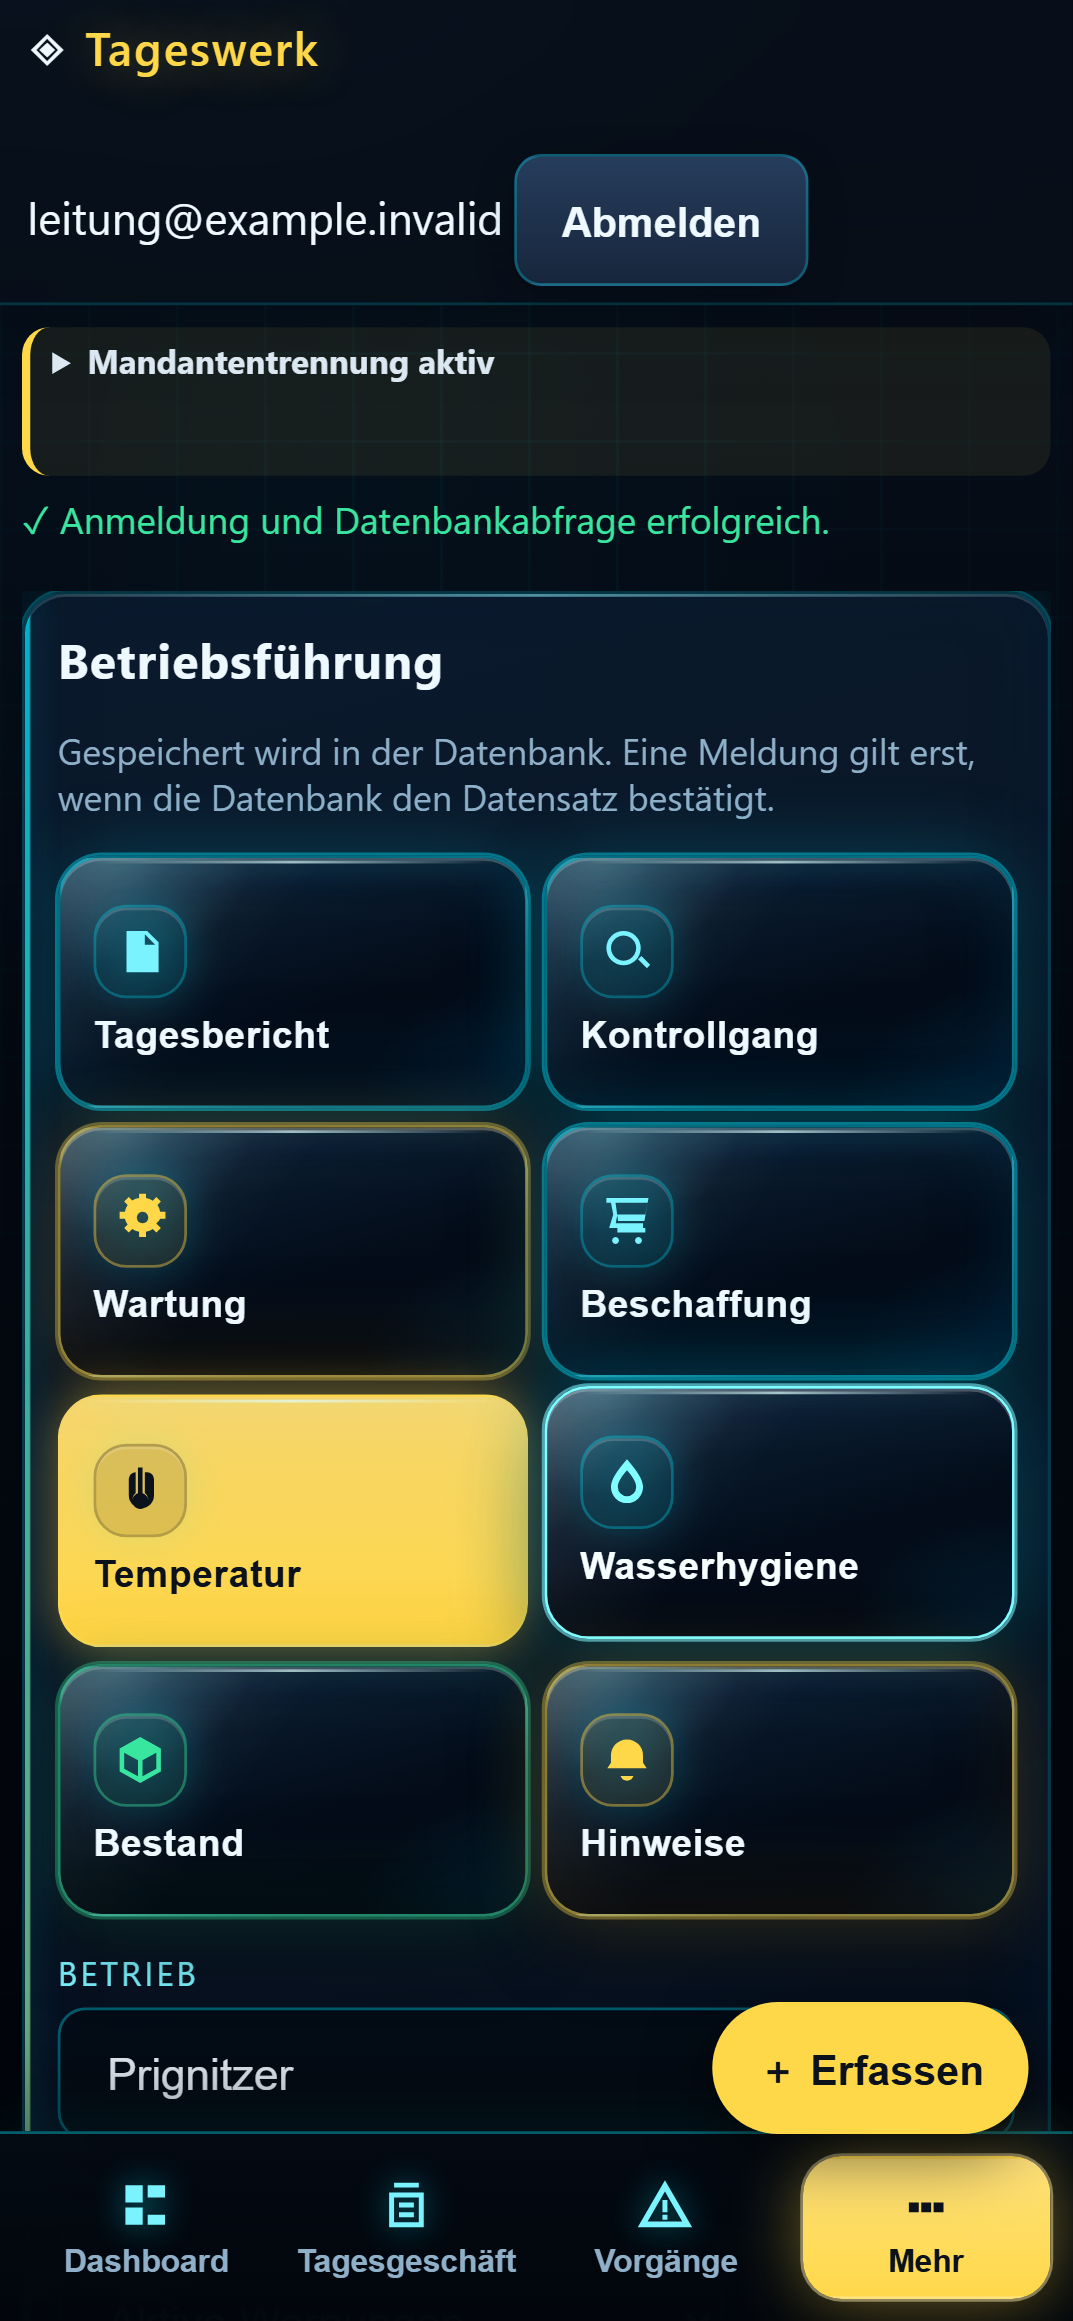 Tageswerk
leitung@example.invalid Abmelden
Mandantentrennung aktiv
✓ Anmeldung und Datenbankabfrage erfolgreich.
Betriebsführung
Gespeichert wird in der Datenbank. Eine Meldung gilt erst,
wenn die Datenbank den Datensatz bestätigt.
Tagesbericht
Kontrollgang
Wartung
Beschaffung
Temperatur
Wasserhygiene
Bestand
Hinweise
BETRIEB
Prignitzer
+ Erfassen
Dashboard
Tagesgeschäft
Vorgänge
Mehr